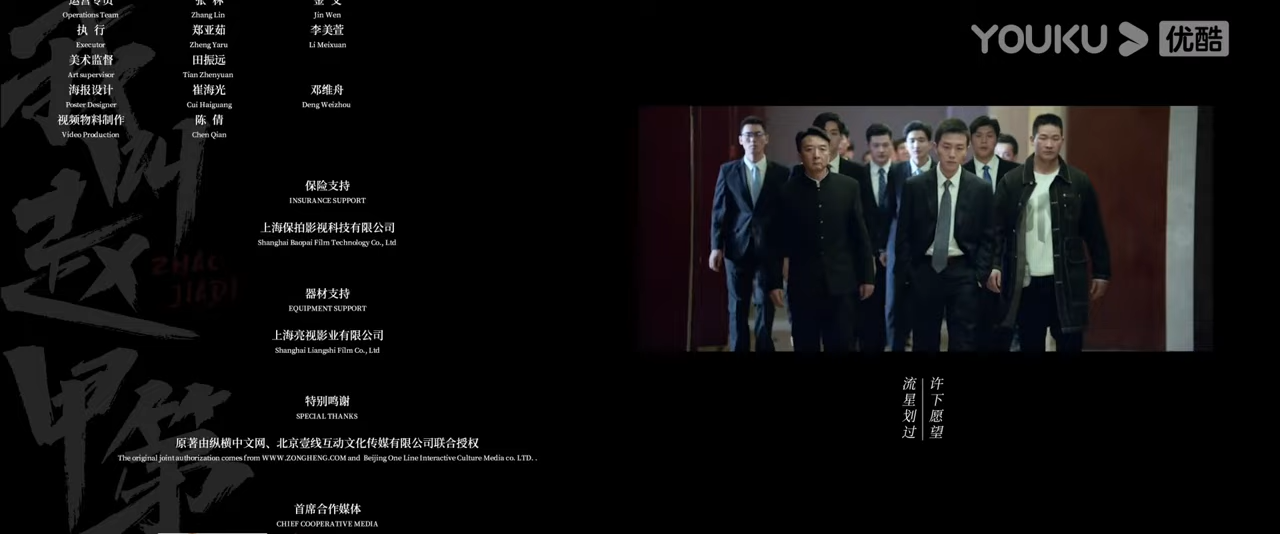 运营专员 张 林 金 文
Operations Team Zhang Lin Jin Wen
执 行 郑亚茹 李美萱
Executor Zheng Yaru Li Meixuan
美术监督 田振远
Art supervisor Tian Zhenyuan
海报设计 崔海光 邓维舟
Poster Designer Cui Haiguang Deng Weizhou
视频物料制作 陈 倩
Video Production Chen Qian
保险支持
INSURANCE SUPPORT
上海保拍影视科技有限公司
Shanghai Baopai Film Technology Co., Ltd
器材支持
EQUIPMENT SUPPORT
上海亮视影业有限公司
Shanghai Liangshi Film Co., Ltd
特别鸣谢
SPECIAL THANKS
原著由纵横中文网、北京壹线互动文化传媒有限公司联合授权
The original joint authorization comes from WWW.ZONGHENG.COM and Beijing One Line Interactive Culture Media co. LTD. .
首席合作媒体
CHIEF COOPERATIVE MEDIA
我叫赵甲第
ZHAO
JIADI
YOUKU 优酷
许下愿望
流星划过